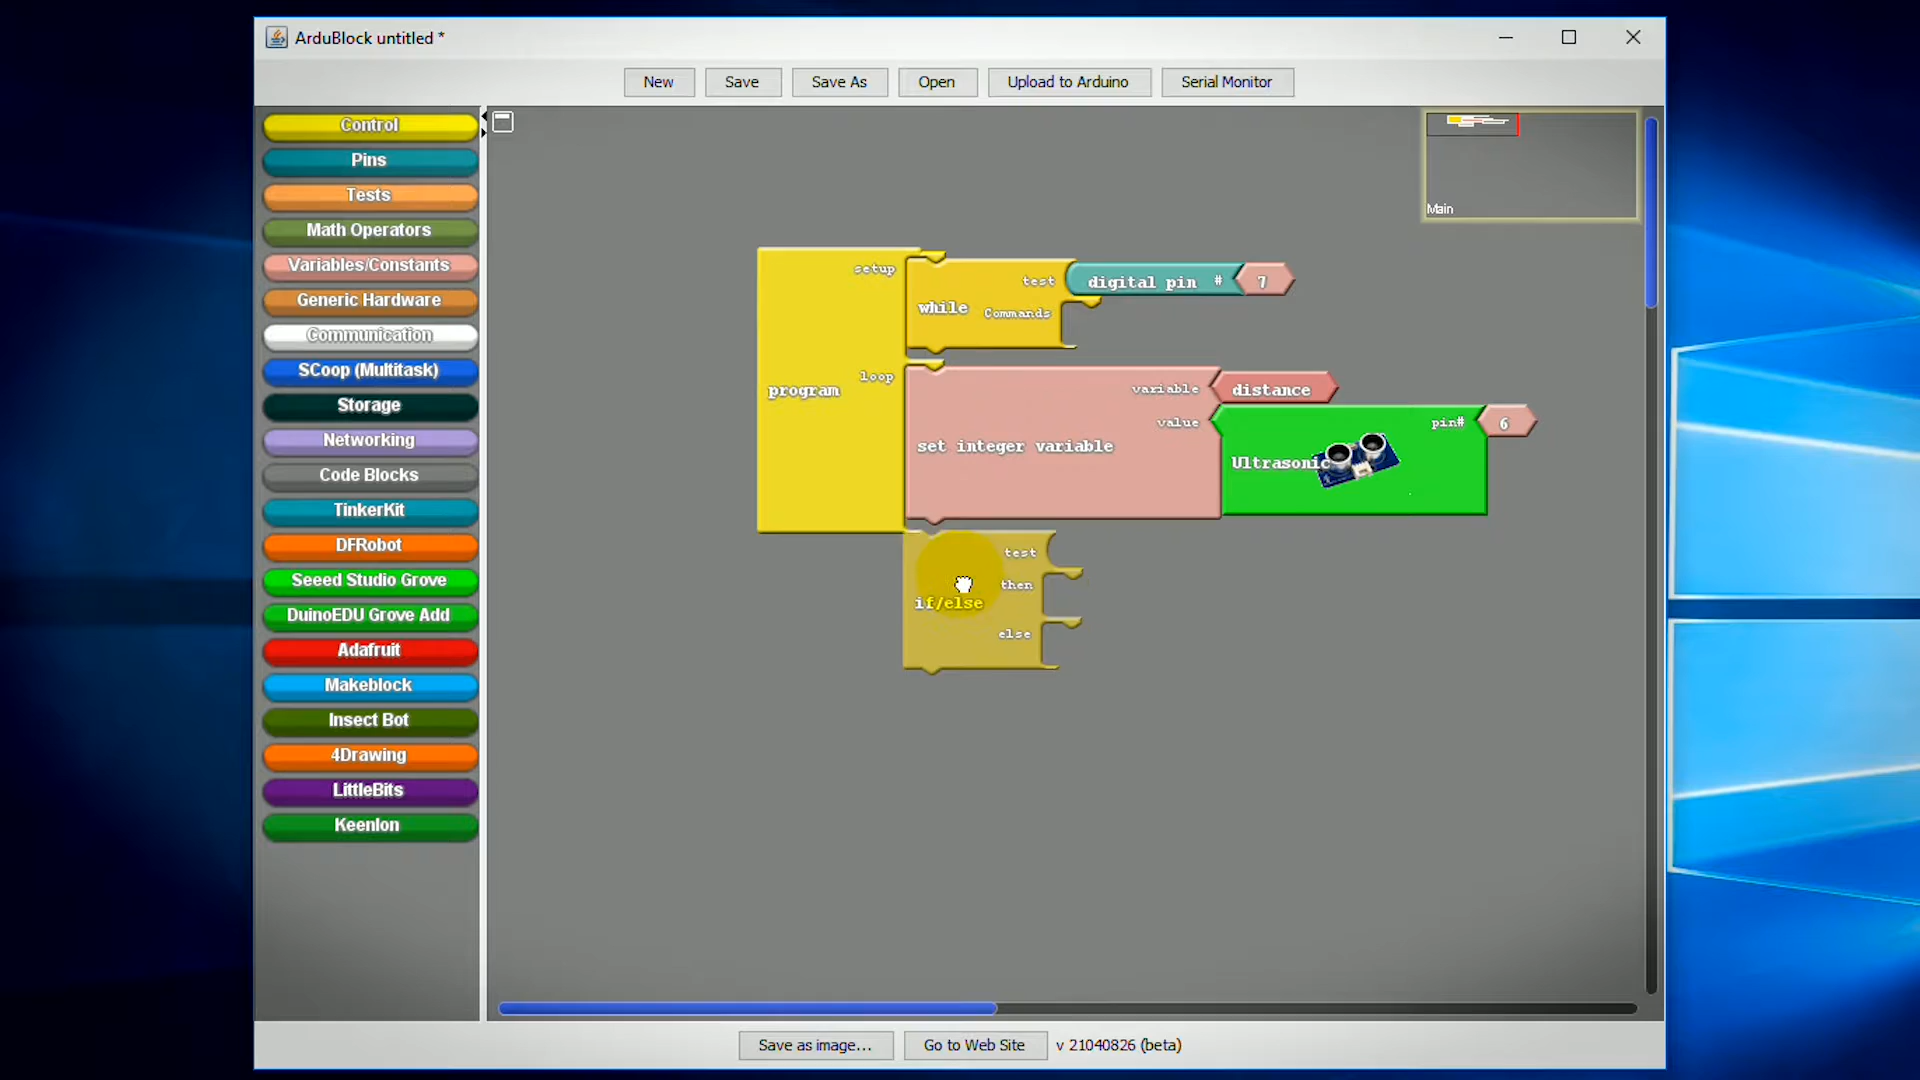 ArduBlock untitled *
New Save Save As Open Upload to Arduino Serial Monitor
Control
Pins
Tests
Math Operators
Variables/Constants
Generic Hardware
Communication
SCoop (Multitask)
Storage
Networking
Code Blocks
TinkerKit
DFRobot
Seeed Studio Grove
DuinoEDU Grove Add
Adafruit
Makeblock
Insect Bot
4Drawing
LittleBits
Keenlon
Main
program
setup
while
test
digital pin #
7
Commands
loop
set integer variable
variable
distance
value
Ultrasonic
pin#
6
if/else
test
then
else
Save as image... Go to Web Site v 21040826 (beta)